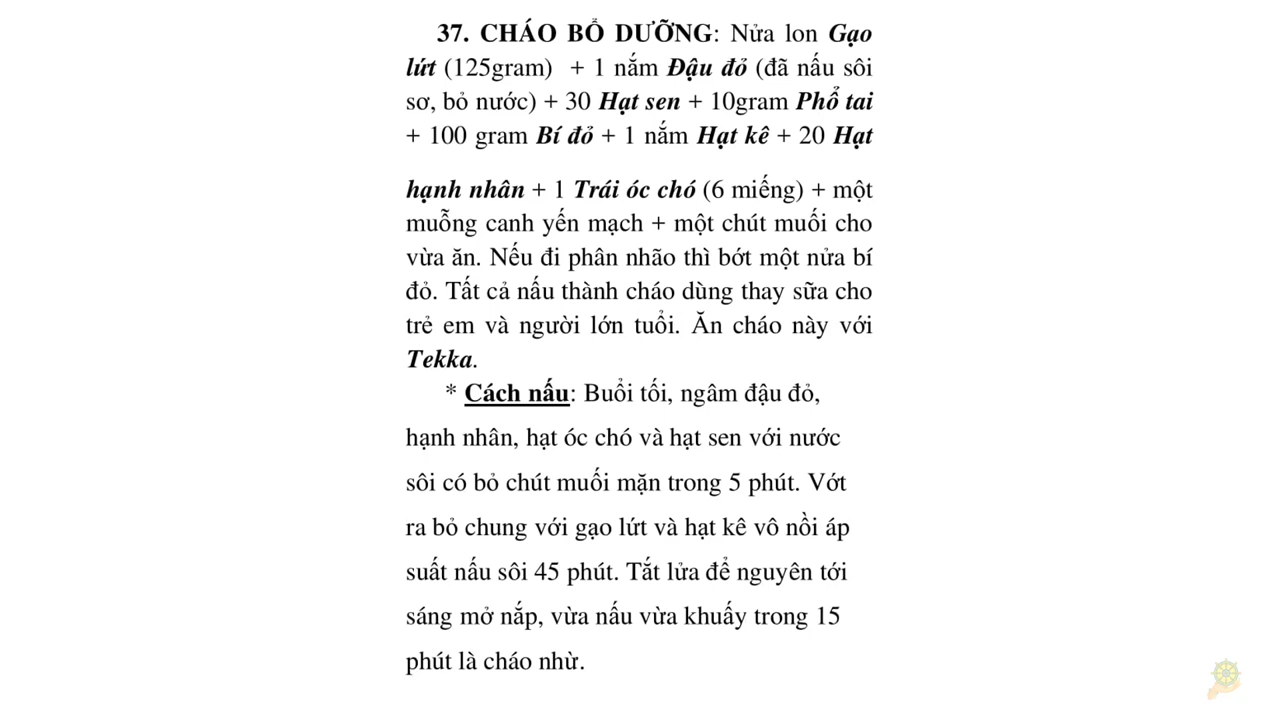 37. CHÁO BỔ DƯỠNG: Nửa lon Gạo
lứt (125gram) + 1 nắm Đậu đỏ (đã nấu sôi
sơ, bỏ nước) + 30 Hạt sen + 10gram Phổ tai
+ 100 gram Bí đỏ + 1 nắm Hạt kê + 20 Hạt
hạnh nhân + 1 Trái óc chó (6 miếng) + một
muỗng canh yến mạch + một chút muối cho
vừa ăn. Nếu đi phân nhão thì bớt một nửa bí
đỏ. Tất cả nấu thành cháo dùng thay sữa cho
trẻ em và người lớn tuổi. Ăn cháo này với
Tekka.
* Cách nấu: Buổi tối, ngâm đậu đỏ,
hạnh nhân, hạt óc chó và hạt sen với nước
sôi có bỏ chút muối mặn trong 5 phút. Vớt
ra bỏ chung với gạo lứt và hạt kê vô nồi áp
suất nấu sôi 45 phút. Tắt lửa để nguyên tới
sáng mở nắp, vừa nấu vừa khuấy trong 15
phút là cháo nhừ.